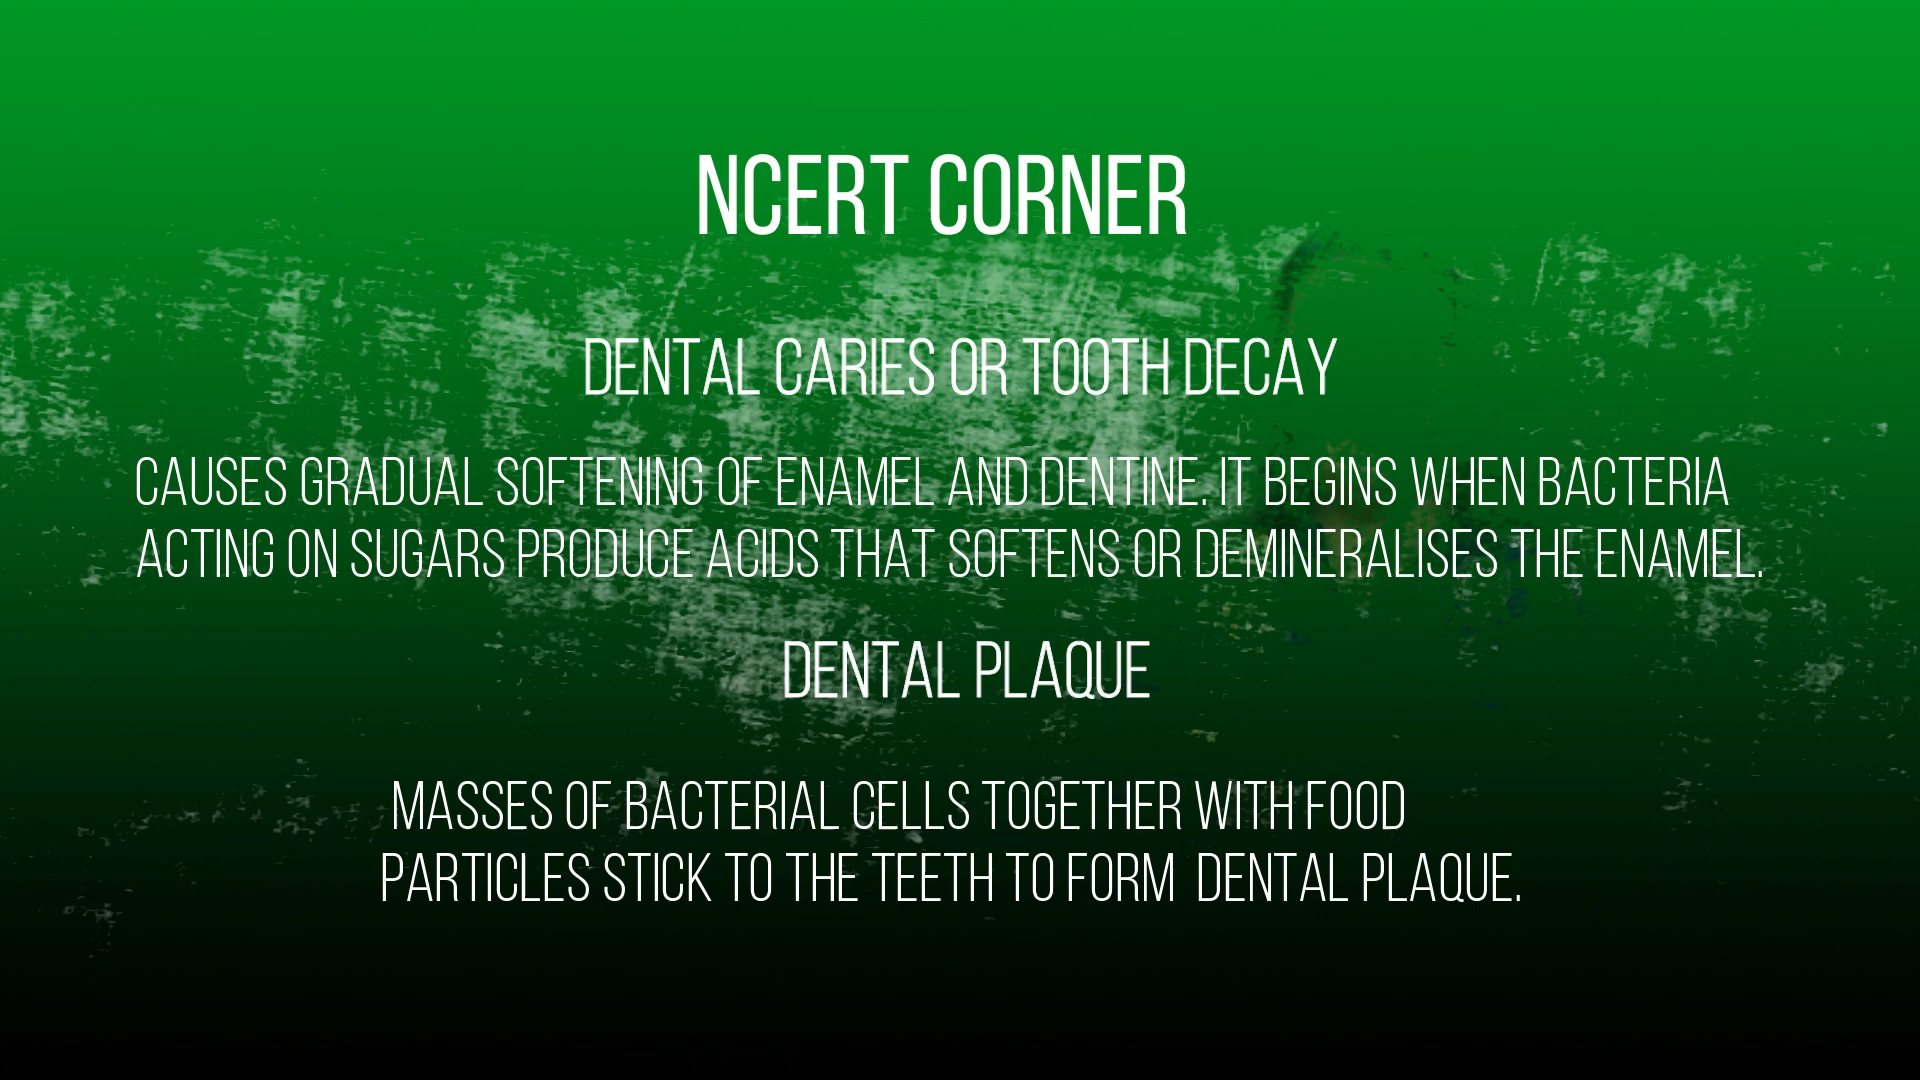 NCERT CORNER
DENTAL CARIES OR TOOTH DECAY
CAUSES GRADUAL SOFTENING OF ENAMEL AND DENTINE. IT BEGINS WHEN BACTERIA
ACTING ON SUGARS PRODUCE ACIDS THAT SOFTENS OR DEMINERALISES THE ENAMEL.
DENTAL PLAQUE
MASSES OF BACTERIAL CELLS TOGETHER WITH FOOD
PARTICLES STICK TO THE TEETH TO FORM DENTAL PLAQUE.